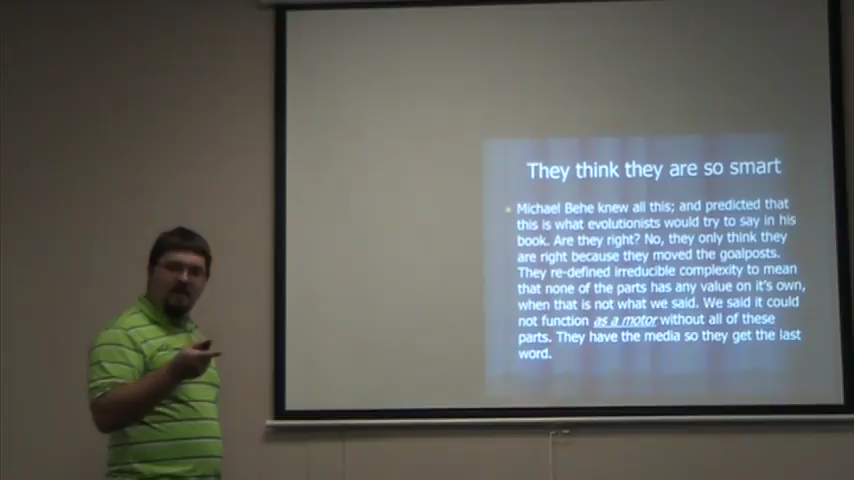 They think they are so smart
Michael Behe knew all this; and predicted that
this is what evolutionists would try to say in his
book. Are they right? No, they only think they
are right because they moved the goalposts.
They re-defined irreducible complexity to mean
that none of the parts has any value on it's own,
when that is not what we said. We said it could
not function as a motor without all of these
parts. They have the media so they get the last
word.